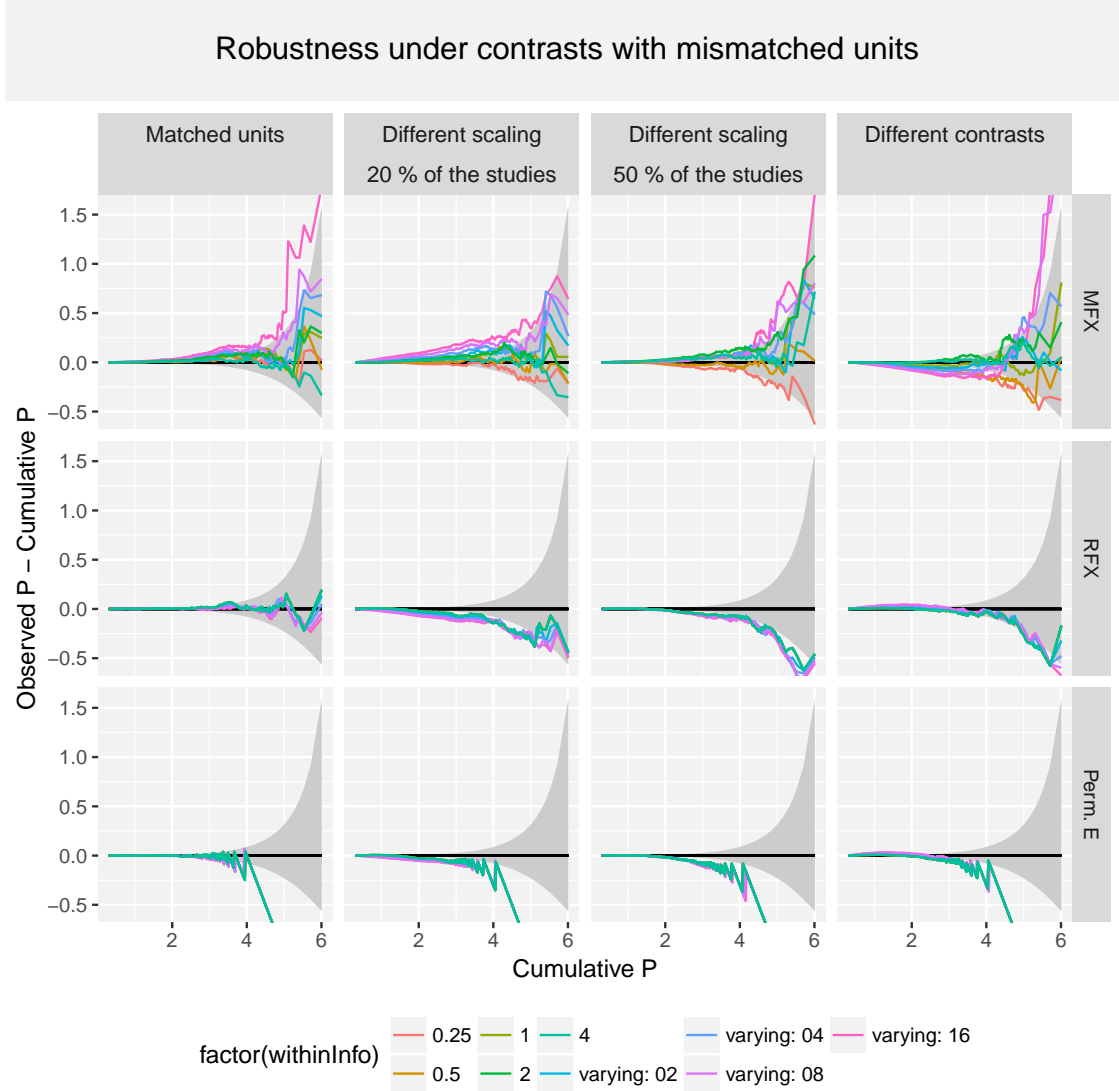 Robustness under contrasts with mismatched units
Matched units
Different scaling
20 % of the studies
Different scaling
50 % of the studies
Different contrasts
Observed P − Cumulative P
1.5
1.0
0.5
0.0
−0.5
MFX
1.5
1.0
0.5
0.0
−0.5
RFX
1.5
1.0
0.5
0.0
−0.5
Perm. E
2 4 6 2 4 6 2 4 6 2 4 6
Cumulative P
factor(withinInfo)
0.25 1 4 varying: 04 varying: 16
0.5 2 varying: 02 varying: 08